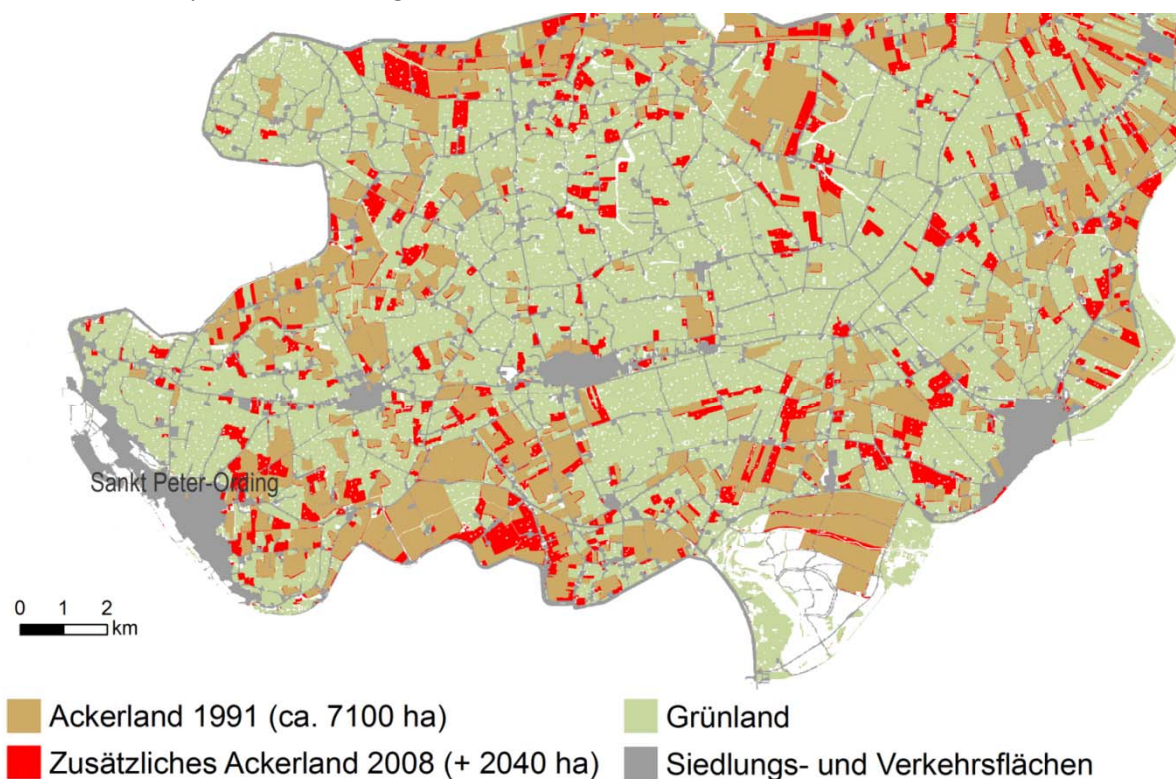 Sankt Peter-Ording
0 1 2
km
Ackerland 1991 (ca. 7100 ha)
Zusätzliches Ackerland 2008 (+ 2040 ha)
Grünland
Siedlungs- und Verkehrsflächen